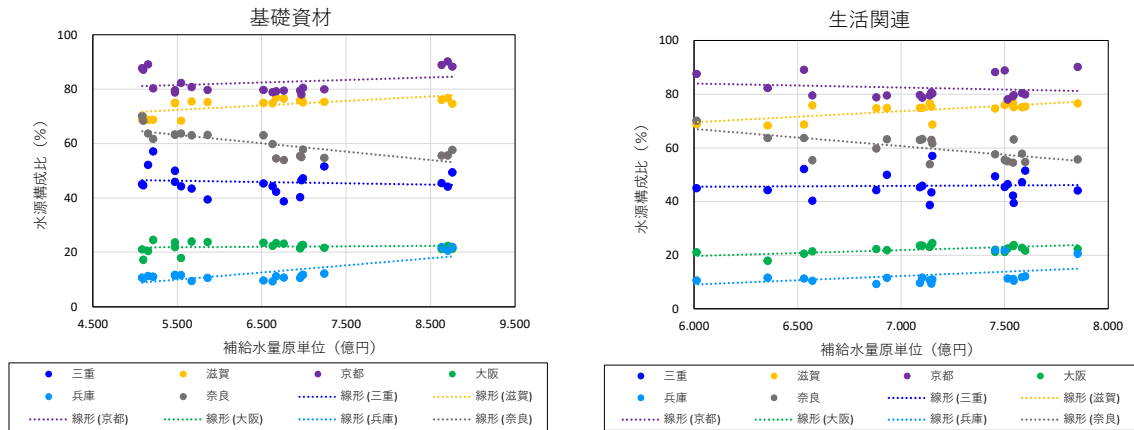 基礎資材
100
80
60
40
20
0
水源構成比（%）
4.500 5.500 6.500 7.500 8.500 9.500
補給水量原単位（億円）
三重 滋賀 京都 大阪
兵庫 奈良 線形 (三重) 線形 (滋賀)
線形 (京都) 線形 (大阪) 線形 (兵庫) 線形 (奈良)
生活関連
100
80
60
40
20
0
水源構成比（%）
6.000 6.500 7.000 7.500 8.000
補給水量原単位（億円）
三重 滋賀 京都 大阪
兵庫 奈良 線形 (三重) 線形 (滋賀)
線形 (京都) 線形 (大阪) 線形 (兵庫) 線形 (奈良)